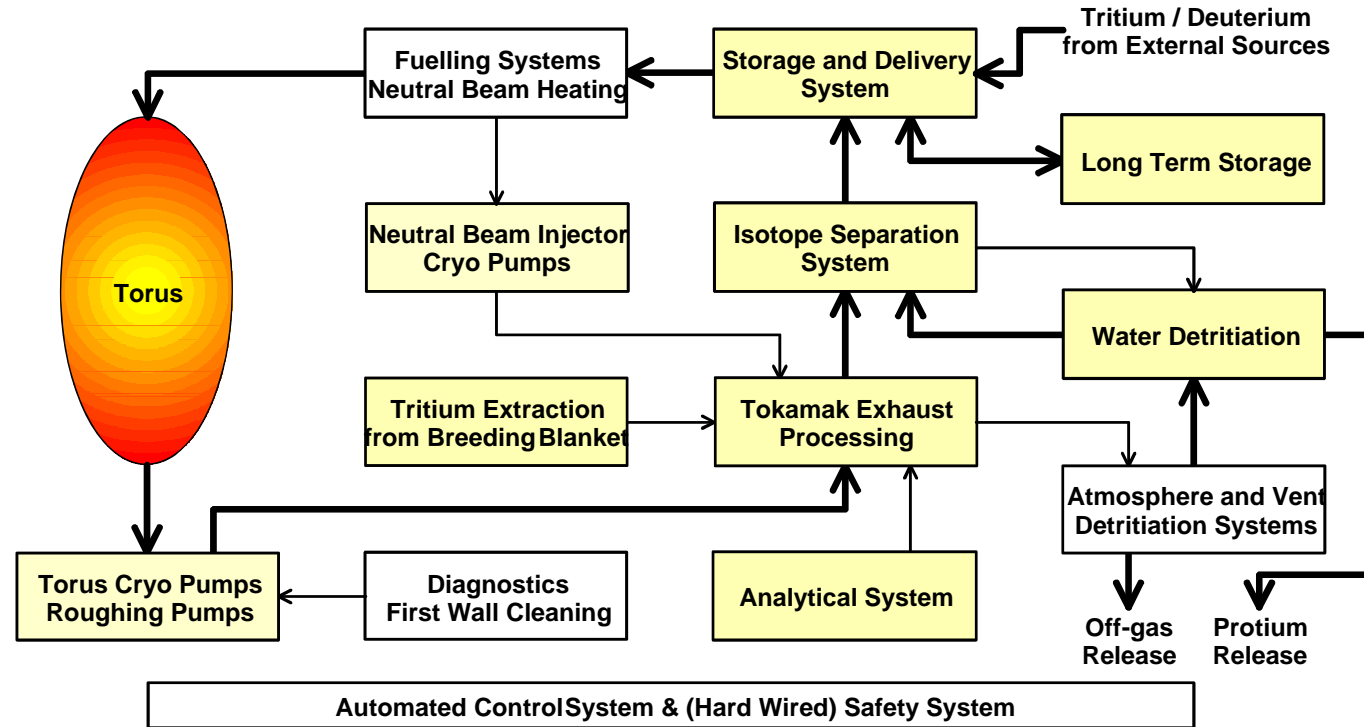 Tritium / Deuterium
from External Sources
Fuelling Systems
Neutral Beam Heating
Storage and Delivery
System
Long Term Storage
Neutral Beam Injector
Cryo Pumps
Isotope Separation
System
Torus
Water Detritiation
Tritium Extraction
from Breeding Blanket
Tokamak Exhaust
Processing
Atmosphere and Vent
Detritiation Systems
Torus Cryo Pumps
Roughing Pumps
Diagnostics
First Wall Cleaning
Analytical System
Off-gas
Release
Protium
Release
Automated Control System & (Hard Wired) Safety System